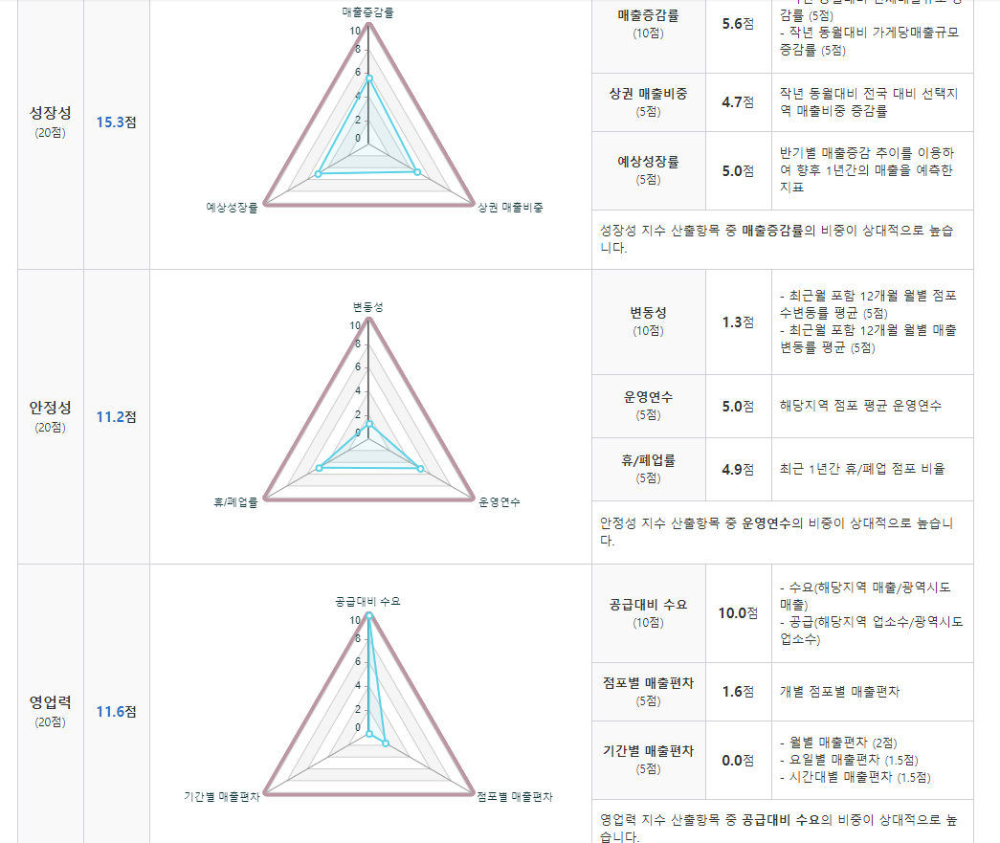 성장성
(20점)
15.3점
매출증감률
10
8
6
4
2
0
예상성장률
상권 매출비중
매출증감률
(10점)
5.6점
감률 (5점)
- 작년 동월대비 가게당매출규모
증감률 (5점)
상권 매출비중
(5점)
4.7점
작년 동월대비 전국 대비 선택지
역 매출비중 증감률
예상성장률
(5점)
5.0점
반기별 매출증감 추이를 이용하
여 향후 1년간의 매출을 예측한
지표
성장성 지수 산출항목 중 매출증감률의 비중이 상대적으로 높습
니다.
안정성
(20점)
11.2점
변동성
10
8
6
4
2
0
휴/폐업률
운영연수
변동성
(10점)
1.3점
- 최근월 포함 12개월 월별 점포
수변동률 평균 (5점)
- 최근월 포함 12개월 월별 매출
변동률 평균 (5점)
운영연수
(5점)
5.0점
해당지역 점포 평균 운영연수
휴/폐업률
(5점)
4.9점
최근 1년간 휴/폐업 점포 비율
안정성 지수 산출항목 중 운영연수의 비중이 상대적으로 높습니
다.
영업력
(20점)
11.6점
공급대비 수요
10
8
6
4
2
0
기간별 매출편차
점포별 매출편차
공급대비 수요
(10점)
10.0점
- 수요(해당지역 매출/광역시도
매출)
- 공급(해당지역 업소수/광역시도
업소수)
점포별 매출편차
(5점)
1.6점
개별 점포별 매출편차
기간별 매출편차
(5점)
0.0점
- 월별 매출편차 (2점)
- 요일별 매출편차 (1.5점)
- 시간대별 매출편차 (1.5점)
영업력 지수 산출항목 중 공급대비 수요의 비중이 상대적으로 높
습니다.